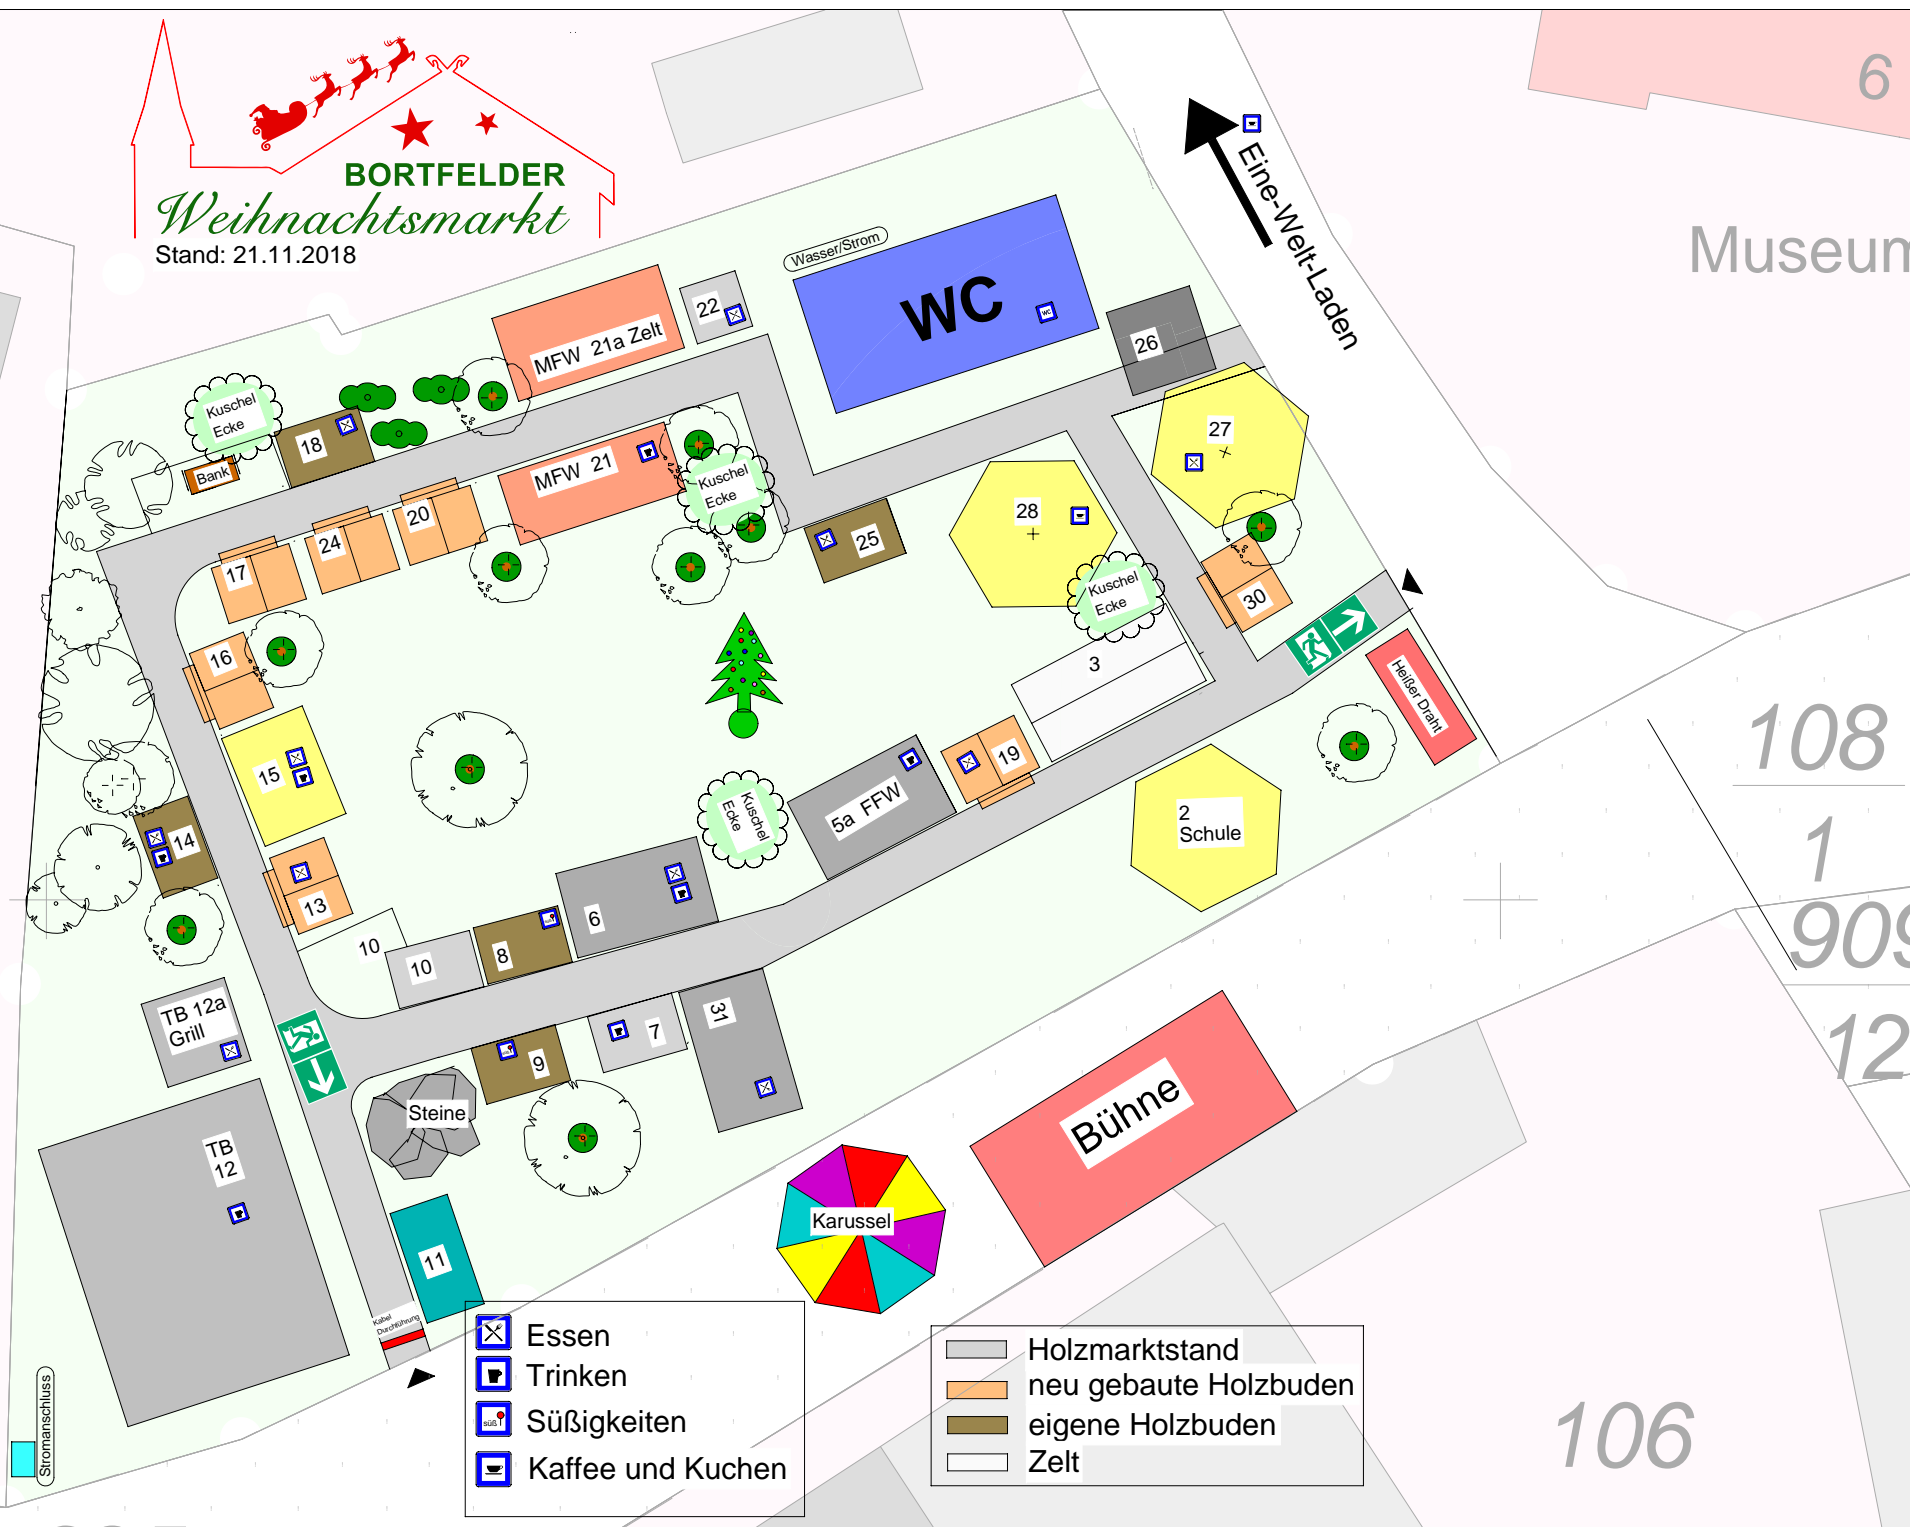 BORTFELDER
Weihnachtsmarkt
Stand: 21.11.2018
6
Museum
Eine-Welt-Laden
Wasser/Strom
WC
WC
22
MFW 21a Zelt
26
27
Kuschel
Ecke
18
Bank
MFW 21
Kuschel
Ecke
20
24
17
25
28
Kuschel
Ecke
30
16
3
Heißer Draht
15
19
108
5a FFW
Kuschel
Ecke
2
Schule
14
1
13
6
10
10
8
909
TB 12a
Grill
7
31
9
12
Steine
Bühne
TB
12
Karussel
11
Kabel
Durchführung
Stromanschluss
Essen
Trinken
süß
Süßigkeiten
Kaffee und Kuchen
Holzmarktstand
neu gebaute Holzbuden
eigene Holzbuden
Zelt
106